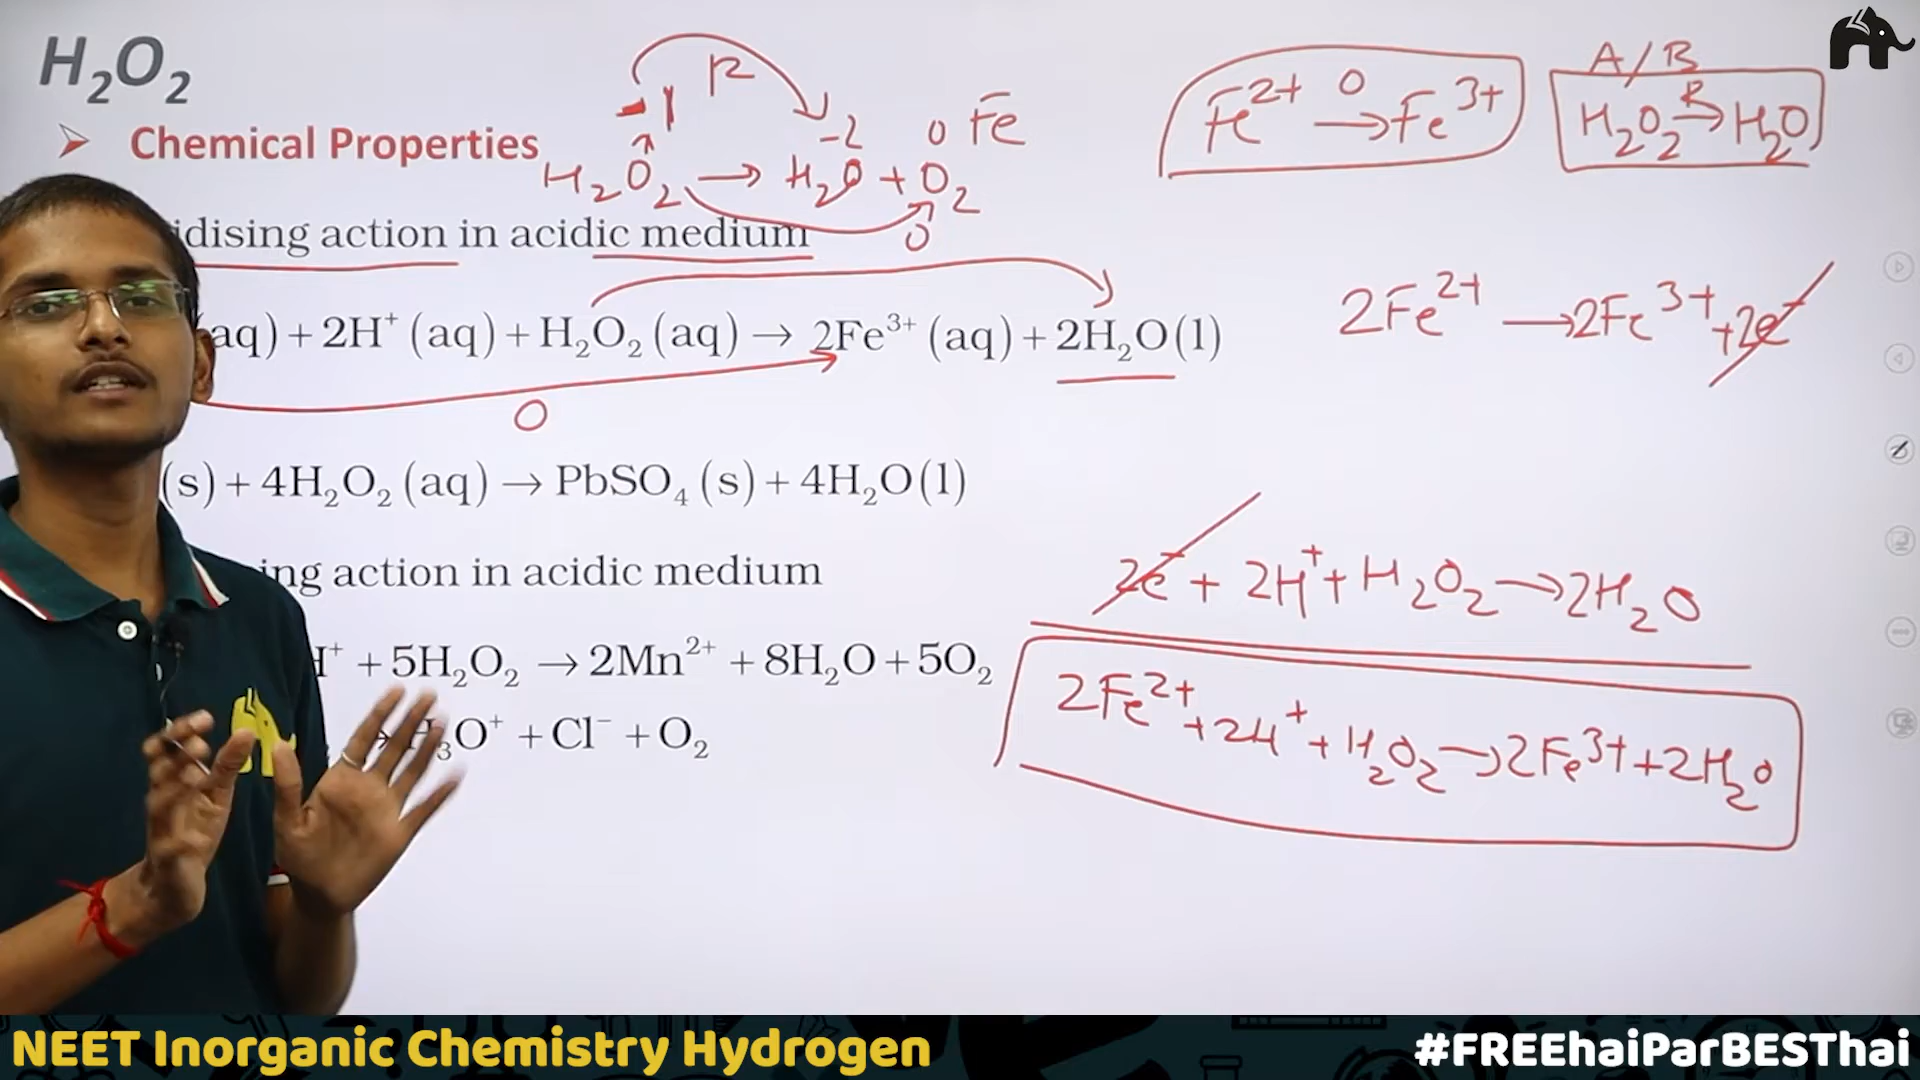 H₂O₂
Chemical Properties
-1 R -2 0 Fe
H₂O₂ → H₂O + O₂
O
Fe²⁺ O→ Fe³⁺
A/B
H₂O₂ R→ H₂O
idising action in acidic medium
aq) + 2H⁺ (aq) + H₂O₂ (aq) → 2Fe³⁺ (aq) + 2H₂O(l)
O
2Fe²⁺ → 2Fe³⁺ + 2e⁻
(s) + 4H₂O₂ (aq) → PbSO₄ (s) + 4H₂O(l)
ing action in acidic medium
2e⁻ + 2H⁺ + H₂O₂ → 2H₂O
H⁺ + 5H₂O₂ → 2Mn²⁺ + 8H₂O + 5O₂
2Fe²⁺ + 2H⁺ + H₂O₂ → 2Fe³⁺ + 2H₂O
→ H₃O⁺ + Cl⁻ + O₂
NEET Inorganic Chemistry Hydrogen
#FREEhaiParBESThai